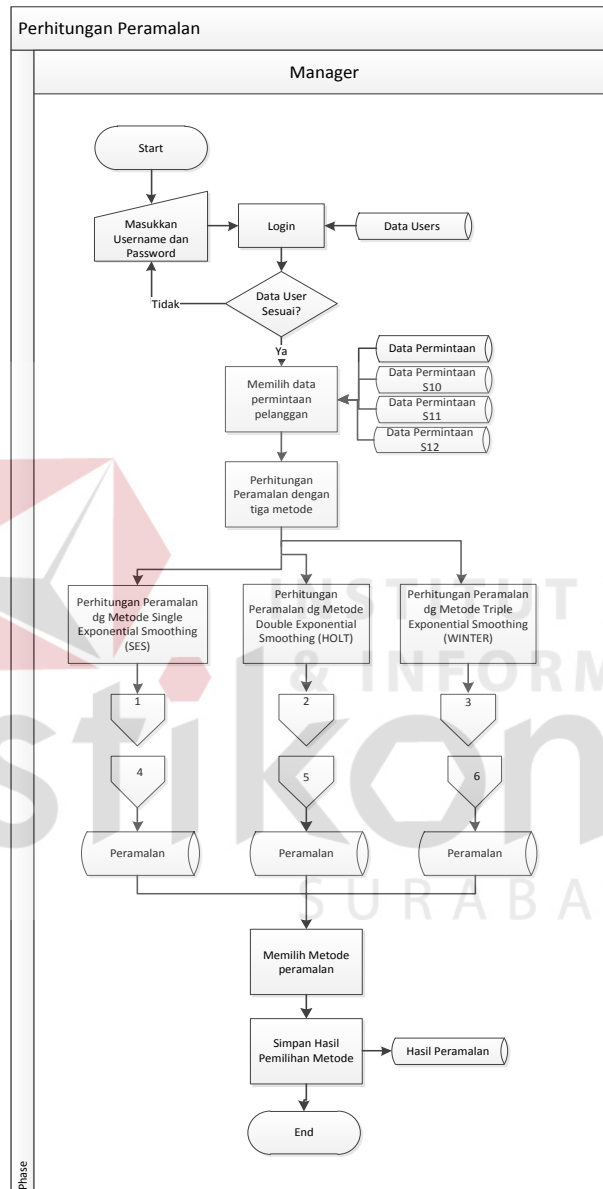 Perhitungan Peramalan
Manager
Start
Masukkan
Username dan
Password
Login
Data Users
Tidak
Data User
Sesuai?
Ya
Memilih data
permintaan
pelanggan
Data Permintaan
Data Permintaan
S10
Data Permintaan
S11
Data Permintaan
S12
Perhitungan
Peramalan dengan
tiga metode
Perhitungan Peramalan
dg Metode Single
Exponential Smoothing
(SES)
Perhitungan
Peramalan dg Metode
Double Exponential
Smoothing (HOLT)
Perhitungan Peramalan
dg Metode Triple
Exponential Smoothing
(WINTER)
INSTITUT
& INFORM
1
2
3
stikom
4
5
6
Peramalan
Peramalan
Peramalan
SURABA
Memilih Metode
peramalan
Simpan Hasil
Pemilihan Metode
Hasil Peramalan
End
Phase